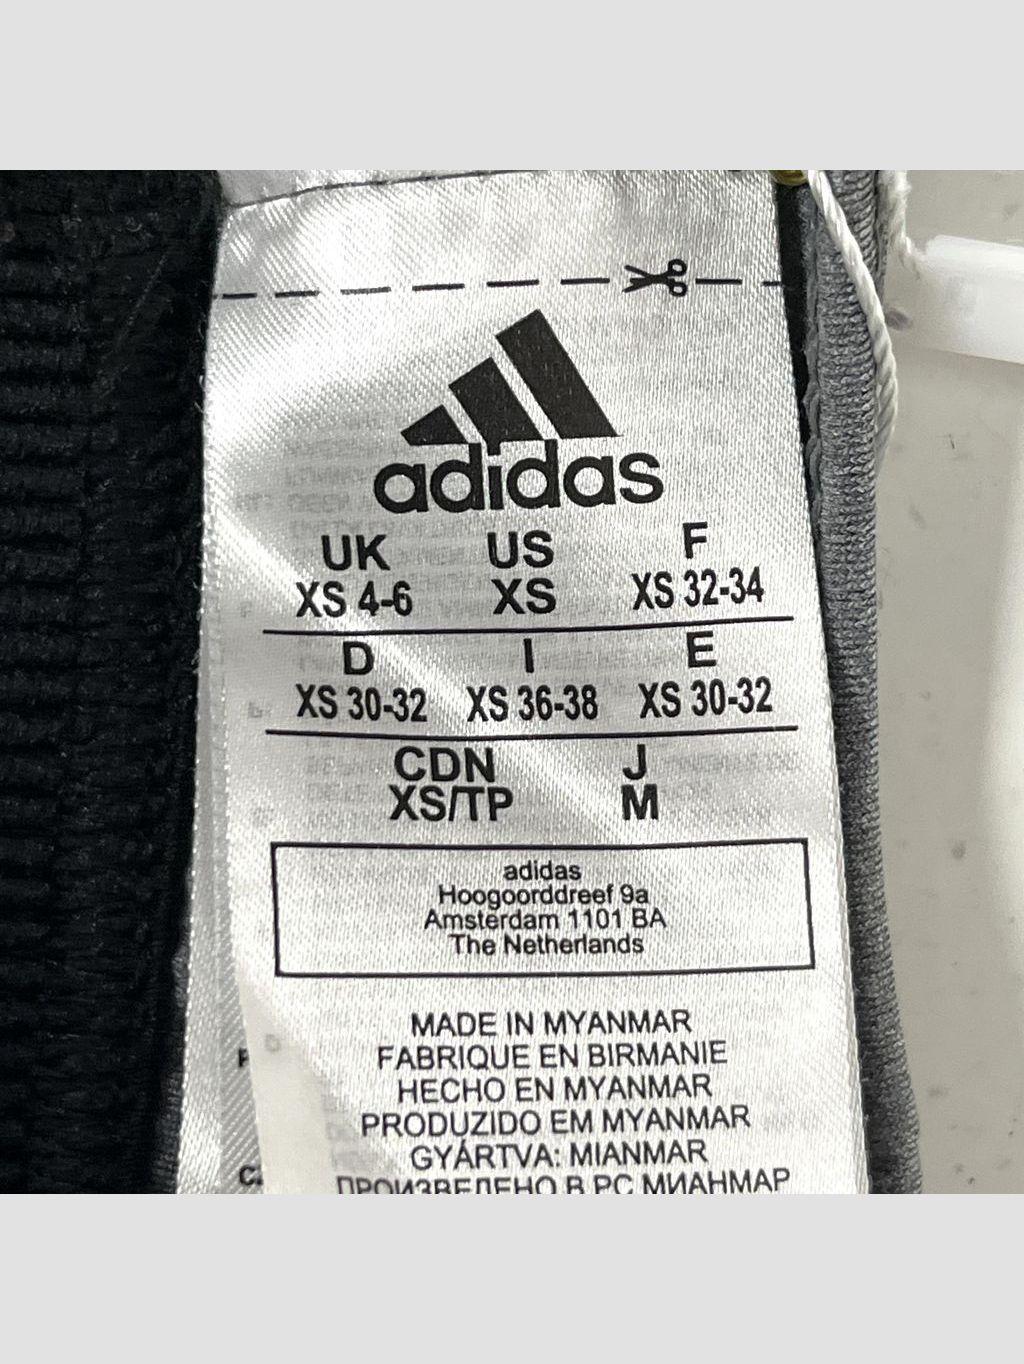 adidas
UK US F
XS 4-6 XS XS 32-34
D I E
XS 30-32 XS 36-38 XS 30-32
CDN J
XS/TP M
adidas
Hoogoorddreef 9a
Amsterdam 1101 BA
The Netherlands
MADE IN MYANMAR
FABRIQUE EN BIRMANIE
HECHO EN MYANMAR
PRODUZIDO EM MYANMAR
GYÁRTVA: MIANMAR
ПРОИЗВЕДЕНО В РС МИАНМАР